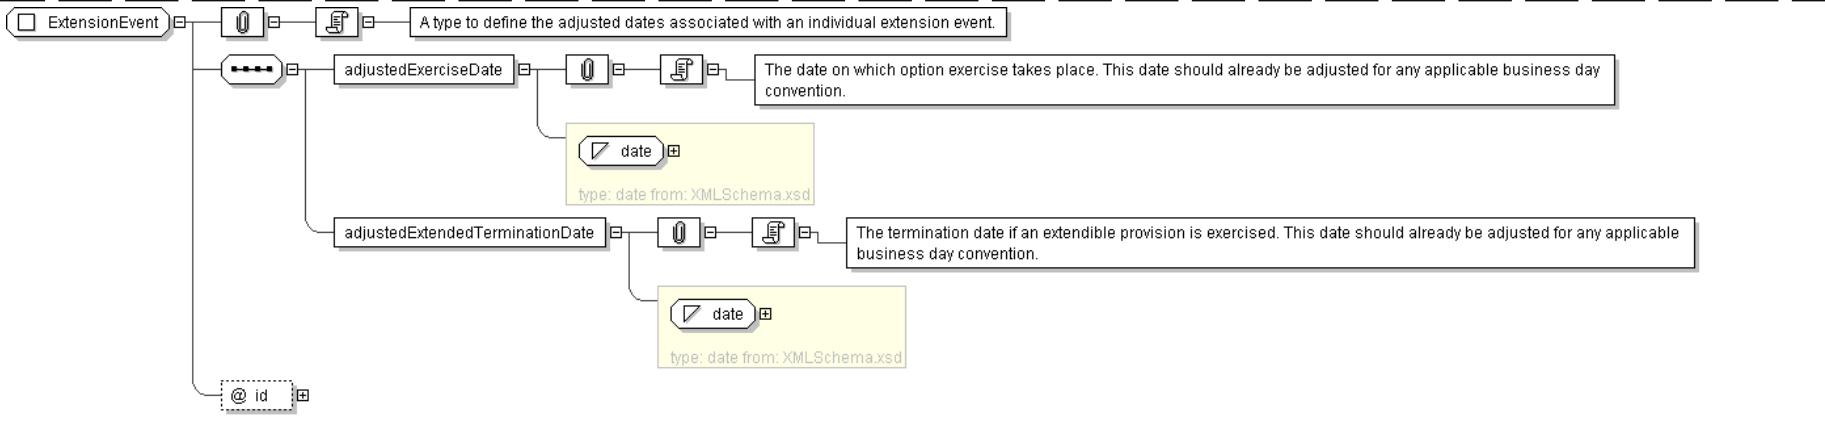 ExtensionEvent
A type to define the adjusted dates associated with an individual extension event.
adjustedExerciseDate
The date on which option exercise takes place. This date should already be adjusted for any applicable business day
convention.
date
type: date from: XMLSchema.xsd
adjustedExtendedTerminationDate
The termination date if an extendible provision is exercised. This date should already be adjusted for any applicable
business day convention.
date
type: date from: XMLSchema.xsd
@ id